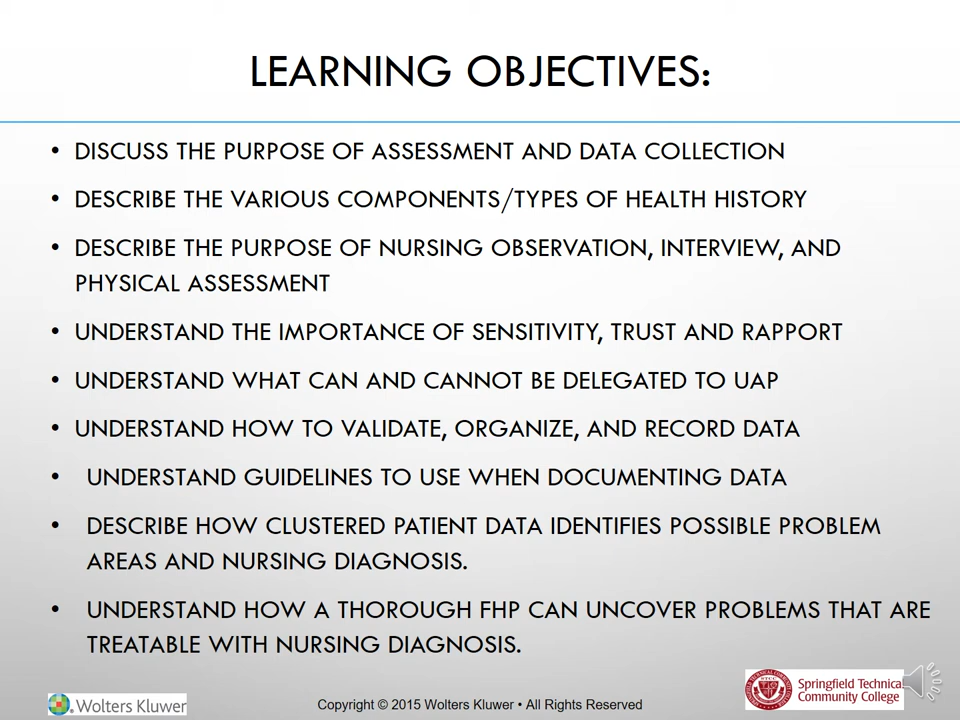 LEARNING OBJECTIVES:
• DISCUSS THE PURPOSE OF ASSESSMENT AND DATA COLLECTION
• DESCRIBE THE VARIOUS COMPONENTS/TYPES OF HEALTH HISTORY
• DESCRIBE THE PURPOSE OF NURSING OBSERVATION, INTERVIEW, AND
PHYSICAL ASSESSMENT
• UNDERSTAND THE IMPORTANCE OF SENSITIVITY, TRUST AND RAPPORT
• UNDERSTAND WHAT CAN AND CANNOT BE DELEGATED TO UAP
• UNDERSTAND HOW TO VALIDATE, ORGANIZE, AND RECORD DATA
• UNDERSTAND GUIDELINES TO USE WHEN DOCUMENTING DATA
• DESCRIBE HOW CLUSTERED PATIENT DATA IDENTIFIES POSSIBLE PROBLEM
AREAS AND NURSING DIAGNOSIS.
• UNDERSTAND HOW A THOROUGH FHP CAN UNCOVER PROBLEMS THAT ARE
TREATABLE WITH NURSING DIAGNOSIS.
Wolters Kluwer
Copyright © 2015 Wolters Kluwer • All Rights Reserved
STCC
Springfield Technical
Community College